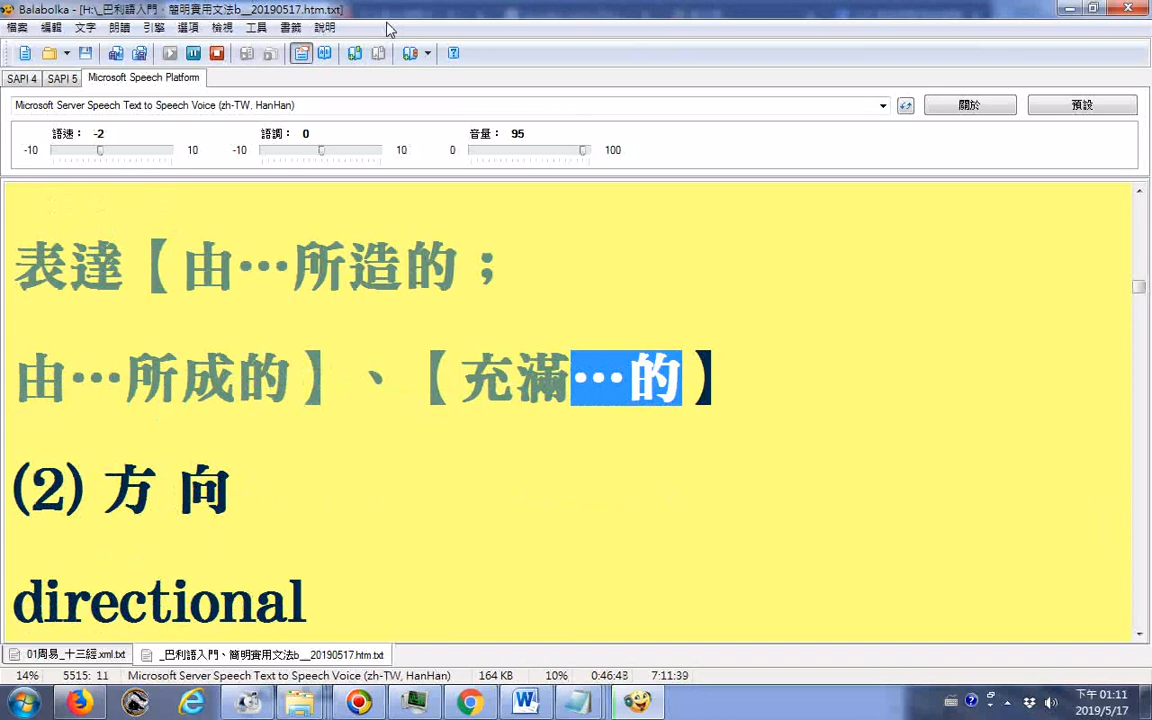 Balabolka - [H:\_巴利語入門、簡明實用文法b__20190517.htm.txt]
檔案 編輯 文字 朗讀 引擎 選項 檢視 工具 書籤 說明
SAPI 4 SAPI 5 Microsoft Speech Platform
Microsoft Server Speech Text to Speech Voice (zh-TW, HanHan) 關於 預設
語速： -2 語調： 0 音量： 95
-10 10 -10 10 0 100
表達【由…所造的；
由…所成的】、【充滿…的】
(2) 方 向
directional
01周易_十三經.xml.txt _巴利語入門、簡明實用文法b__20190517.htm.txt
14% 5515: 11 Microsoft Server Speech Text to Speech Voice (zh-TW, HanHan) 164 KB 10% 0:46:43 7:11:39
下午 01:11
2019/5/17